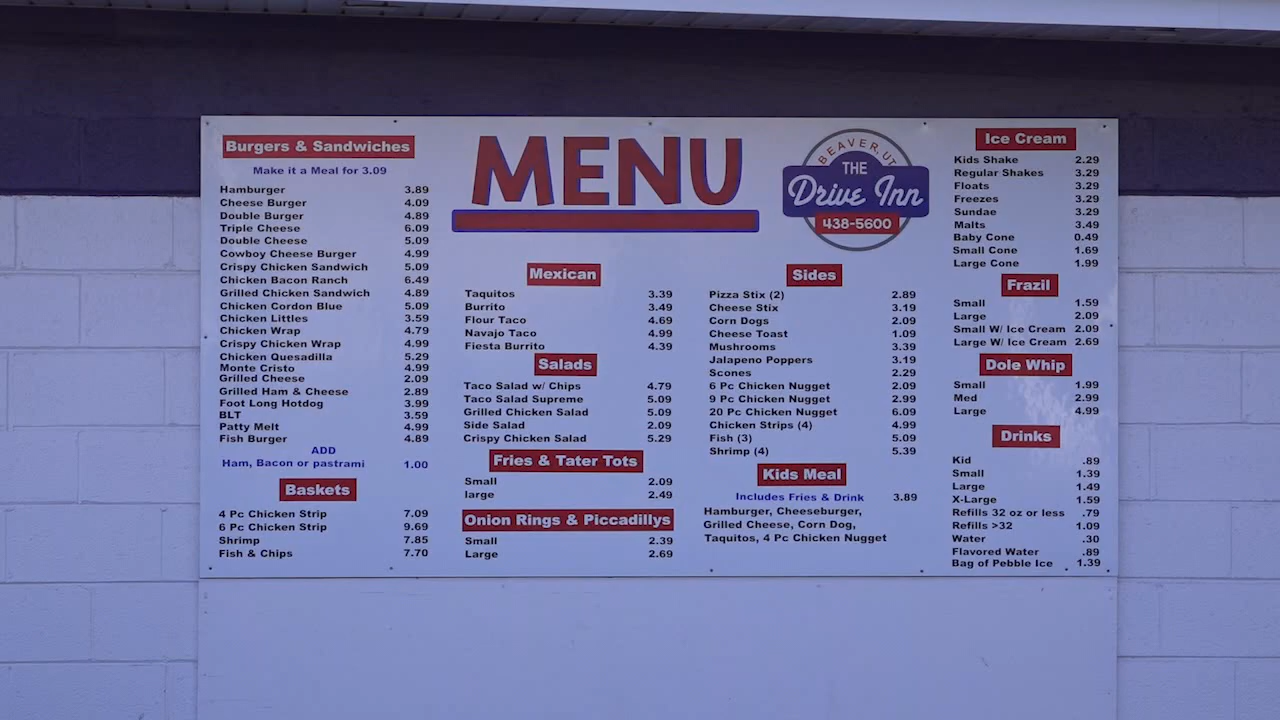 Burgers & Sandwiches
Make it a Meal for 3.09
Hamburger 3.89
Cheese Burger 4.09
Double Burger 4.89
Triple Cheese 6.09
Double Cheese 5.09
Cowboy Cheese Burger 4.99
Crispy Chicken Sandwich 5.09
Chicken Bacon Ranch 6.49
Grilled Chicken Sandwich 4.89
Chicken Cordon Blue 5.09
Chicken Littles 3.59
Chicken Wrap 4.79
Crispy Chicken Wrap 4.99
Chicken Quesadilla 5.29
Monte Cristo 4.99
Grilled Cheese 2.09
Grilled Ham & Cheese 2.89
Foot Long Hotdog 3.99
BLT 3.59
Patty Melt 4.99
Fish Burger 4.89
ADD
Ham, Bacon or pastrami 1.00
Baskets
4 Pc Chicken Strip 7.09
6 Pc Chicken Strip 9.69
Shrimp 7.85
Fish & Chips 7.70
MENU
BEAVER, UT
THE
Drive Inn
438-5600
Mexican
Taquitos 3.39
Burrito 3.49
Flour Taco 4.69
Navajo Taco 4.99
Fiesta Burrito 4.39
Salads
Taco Salad w/ Chips 4.79
Taco Salad Supreme 5.09
Grilled Chicken Salad 5.09
Side Salad 2.09
Crispy Chicken Salad 5.29
Fries & Tater Tots
Small 2.09
large 2.49
Onion Rings & Piccadillys
Small 2.39
Large 2.69
Sides
Pizza Stix (2) 2.89
Cheese Stix 3.19
Corn Dogs 2.09
Cheese Toast 1.09
Mushrooms 3.39
Jalapeno Poppers 3.19
Scones 2.29
6 Pc Chicken Nugget 2.09
9 Pc Chicken Nugget 2.99
20 Pc Chicken Nugget 6.09
Chicken Strips (4) 4.99
Fish (3) 5.09
Shrimp (4) 5.39
Kids Meal
Includes Fries & Drink 3.89
Hamburger, Cheeseburger,
Grilled Cheese, Corn Dog,
Taquitos, 4 Pc Chicken Nugget
Ice Cream
Kids Shake 2.29
Regular Shakes 3.29
Floats 3.29
Freezes 3.29
Sundae 3.29
Malts 3.49
Baby Cone 0.49
Small Cone 1.69
Large Cone 1.99
Frazil
Small 1.59
Large 2.09
Small W/ Ice Cream 2.09
Large W/ Ice Cream 2.69
Dole Whip
Small 1.99
Med 2.99
Large 4.99
Drinks
Kid .89
Small 1.39
Large 1.49
X-Large 1.59
Refills 32 oz or less .79
Refills >32 1.09
Water .30
Flavored Water .89
Bag of Pebble Ice 1.39